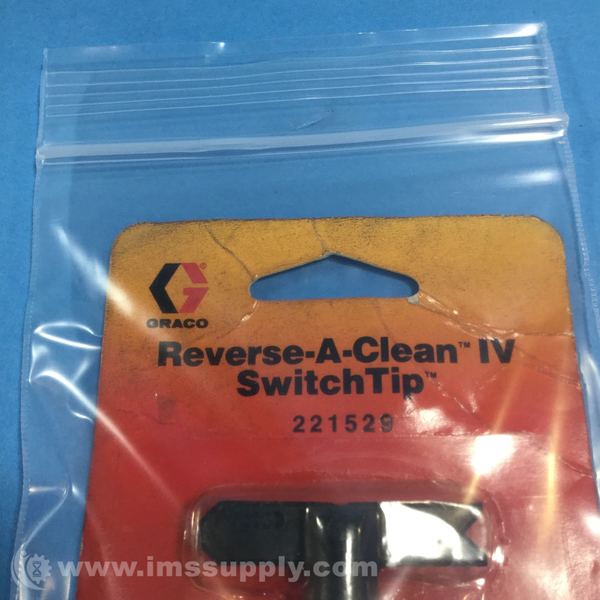 GRACO
Reverse-A-Clean™ IV
SwitchTip™
221529
www.imssupply.com